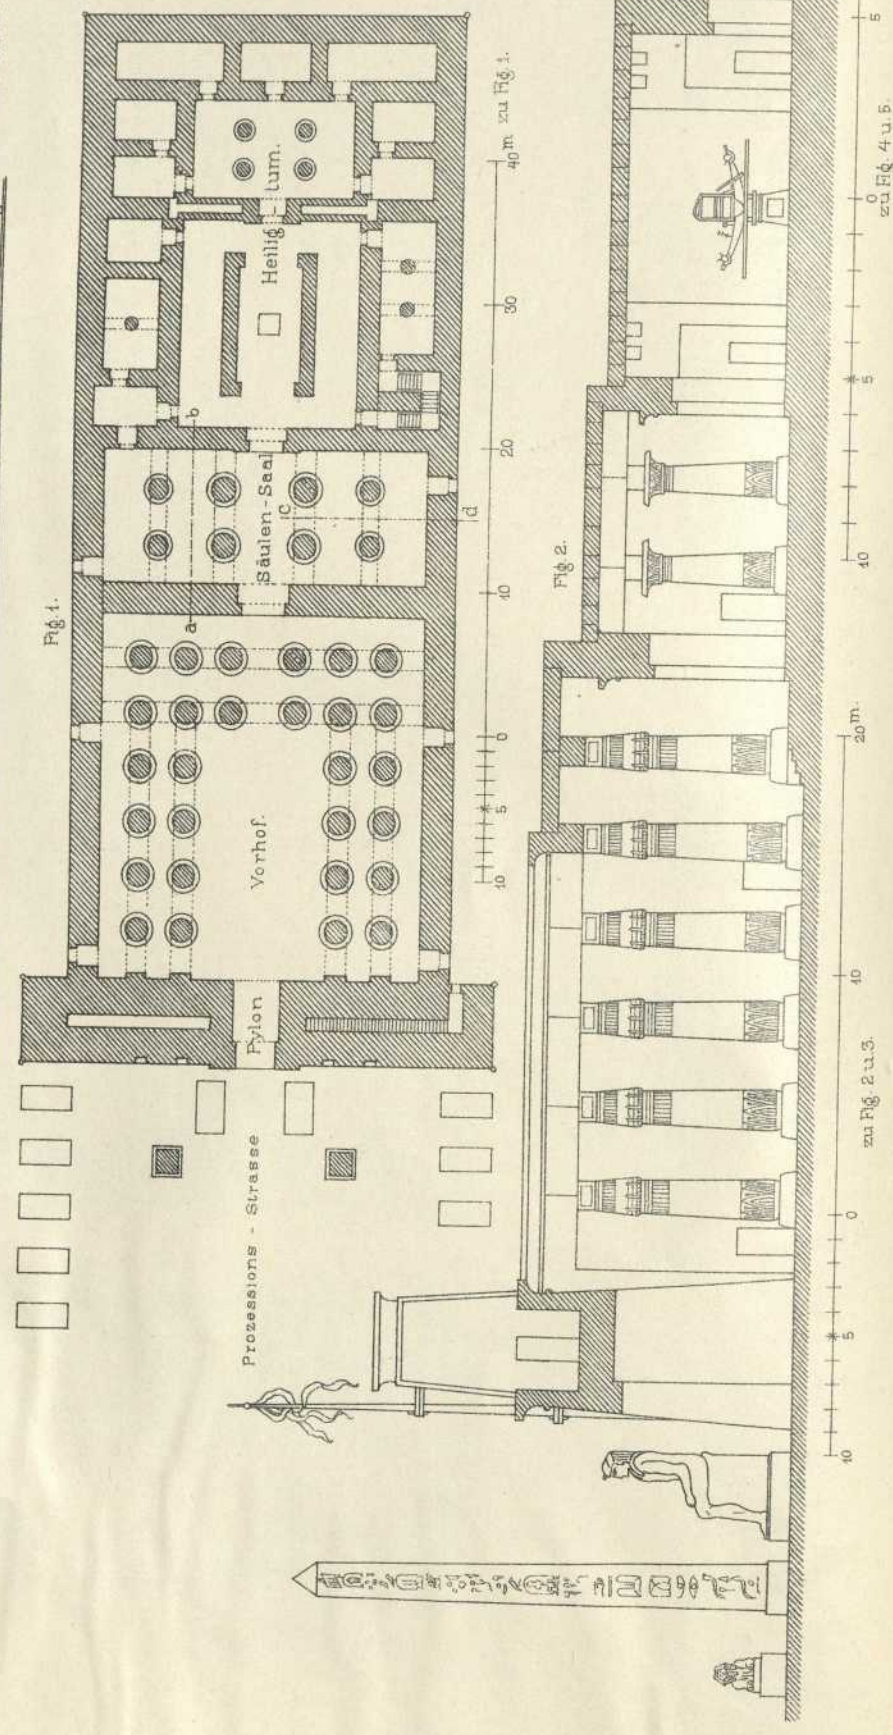 Fig. 1.
Heilig-tum.
Säulen-Saal
Vorhof.
Pylon
Prozessions - Strasse
a
b
c
d
10 5 0 10 20 30 40 m zu Fig. 1.
Fig. 2.
10 5 0 10 20 m.
zu Fig. 2 u. 3.
10 5 0 5
zu Fig. 4 u. 5.